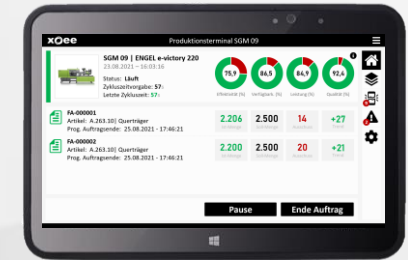 xOee Produktionsterminal SGM 09
SGM 09 | ENGEL e-victory 220
23.08.2021 - 16:03:16
Status: Läuft
Zykluszeitvorgabe: 57s
Letzte Zykluszeit: 57s
75,9 86,5 84,9 92,4
Effektivität [%] Verfügbark. [%] Leistung [%] Qualität [%]
FA-000001
Artikel: A.263.10| Querträger
Prog. Auftragsende: 25.08.2021 - 17:46:21
2.206 2.500 14 +27
FA-000002
Artikel: A.263.10| Querträger
Prog. Auftragsende: 25.08.2021 - 17:46:21
2.200 2.500 20 +21
Pause Ende Auftrag